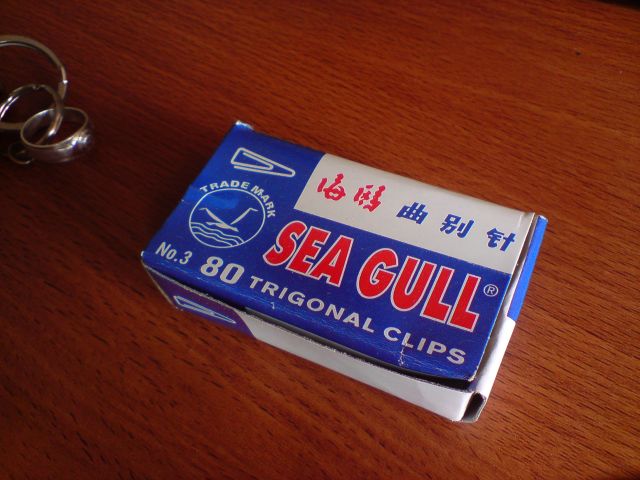 海鸥 曲别针
TRADE MARK
SEA GULL®
No.3 80 TRIGONAL CLIPS